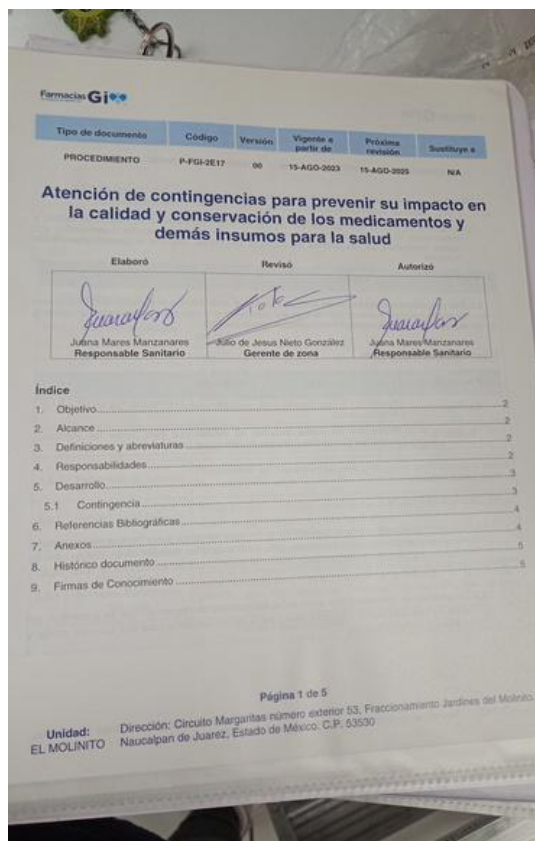 Farmacias Gi
Tipo de documento Código Versión Vigente a partir de Próxima revisión Sustituye a
PROCEDIMIENTO P-FGI-2E17 00 15-AGO-2023 15-AGO-2025 N/A
Atención de contingencias para prevenir su impacto en
la calidad y conservación de los medicamentos y
demás insumos para la salud
Elaboró Revisó Autorizó
Juana Mares Manzanares Julio de Jesus Nieto González Juana Mares Manzanares
Responsable Sanitario Gerente de zona Responsable Sanitario
Índice
1. Objetivo 2
2. Alcance 2
3. Definiciones y abreviaturas 2
4. Responsabilidades 2
5. Desarrollo 3
5.1 Contingencia 3
6. Referencias Bibliográficas 4
7. Anexos 4
8. Histórico documento 5
9. Firmas de Conocimiento 5
Página 1 de 5
Unidad: Dirección: Circuito Margaritas número exterior 53, Fraccionamiento Jardines del Molinito,
EL MOLINITO Naucalpan de Juarez, Estado de México. C.P. 53530